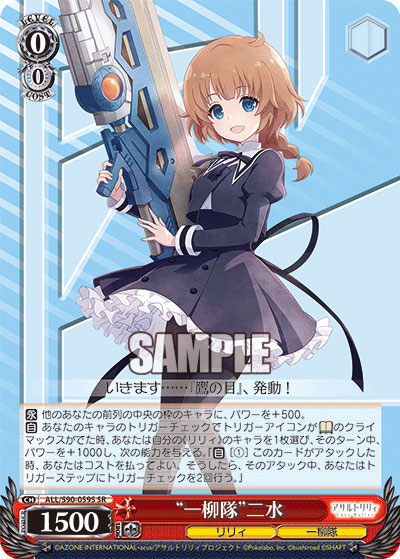 LEVEL
0
0
COST
SAMPLE
いきます……『鷹の目』、発動！
永 他のあなたの前列の中央の枠のキャラに、パワーを＋500。
自 あなたのキャラのトリガーチェックでトリガーアイコンがのクライ
マックスがでた時、あなたは自分のリリィのキャラを1枚選び、そのターン中、
パワーを＋1000し、次の能力を与える。『自［①］このカードがアタックした
時、あなたはコストを払ってよい。そうしたら、そのアタック中、あなたはトリ
ガーステップにトリガーチェックを2回行う。』
CH ALL/S90-059S SR
1500
“一柳隊”二水
アサルトリリィ
リリィ
一柳隊
©AZONE INTERNATIONAL・acus/アサルトリリィプロジェクト ©Pokelabo, Inc. ©bushiroad ©SHAFT